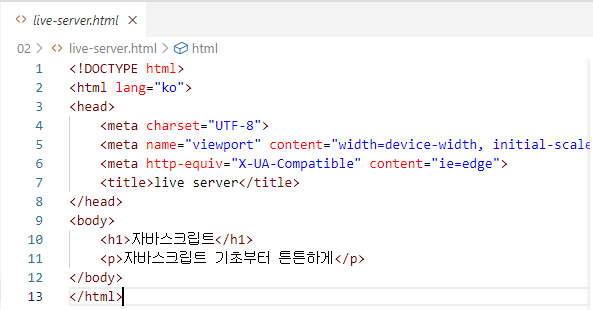 live-server.html
02 > live-server.html > html
1 <!DOCTYPE html>
2 <html lang="ko">
3 <head>
4 <meta charset="UTF-8">
5 <meta name="viewport" content="width=device-width, initial-scale
6 <meta http-equiv="X-UA-Compatible" content="ie=edge">
7 <title>live server</title>
8 </head>
9 <body>
10 <h1>자바스크립트</h1>
11 <p>자바스크립트 기초부터 튼튼하게</p>
12 </body>
13 </html>